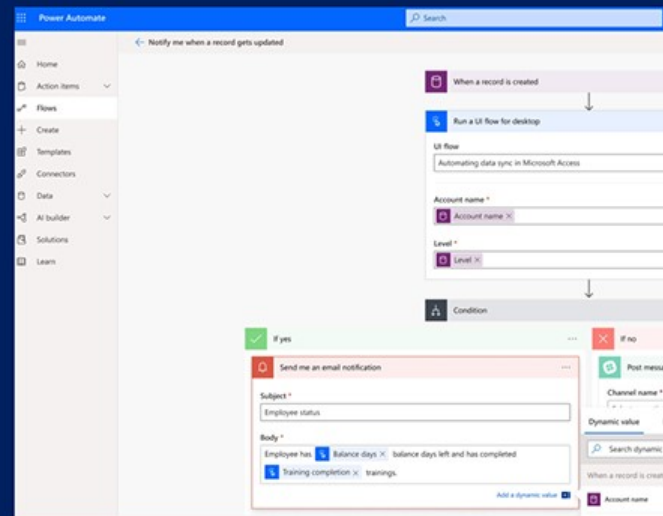 Power Automate
Search
Notify me when a record gets updated
Home
Action items
Flows
Create
Templates
Connectors
Data
AI builder
Solutions
Learn
When a record is created
Run a UI flow for desktop
UI flow
Automating data sync in Microsoft Access
Account name *
Account name ×
Level *
Level ×
Condition
If yes
Send me an email notification
Subject *
Employee status
Body *
Employee has Balance days × balance days left and has completed
Training completion × trainings.
Add a dynamic value
If no
Post messa
Channel name *
Dynamic value
Search dynamic
When a record is creat
Account name